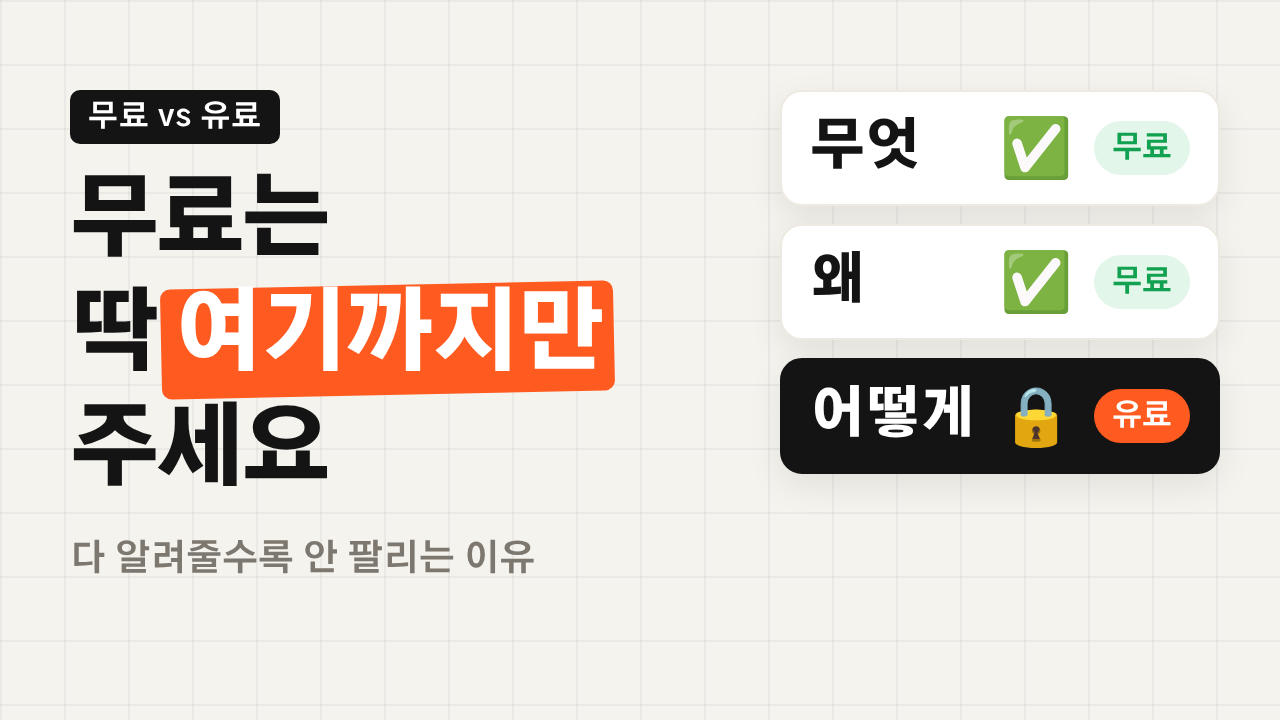 무료 vs 유료
무료는
딱 여기까지만
주세요
다 알려줄수록 안 팔리는 이유
무엇 ✅ 무료
왜 ✅ 무료
어떻게 🔒 유료